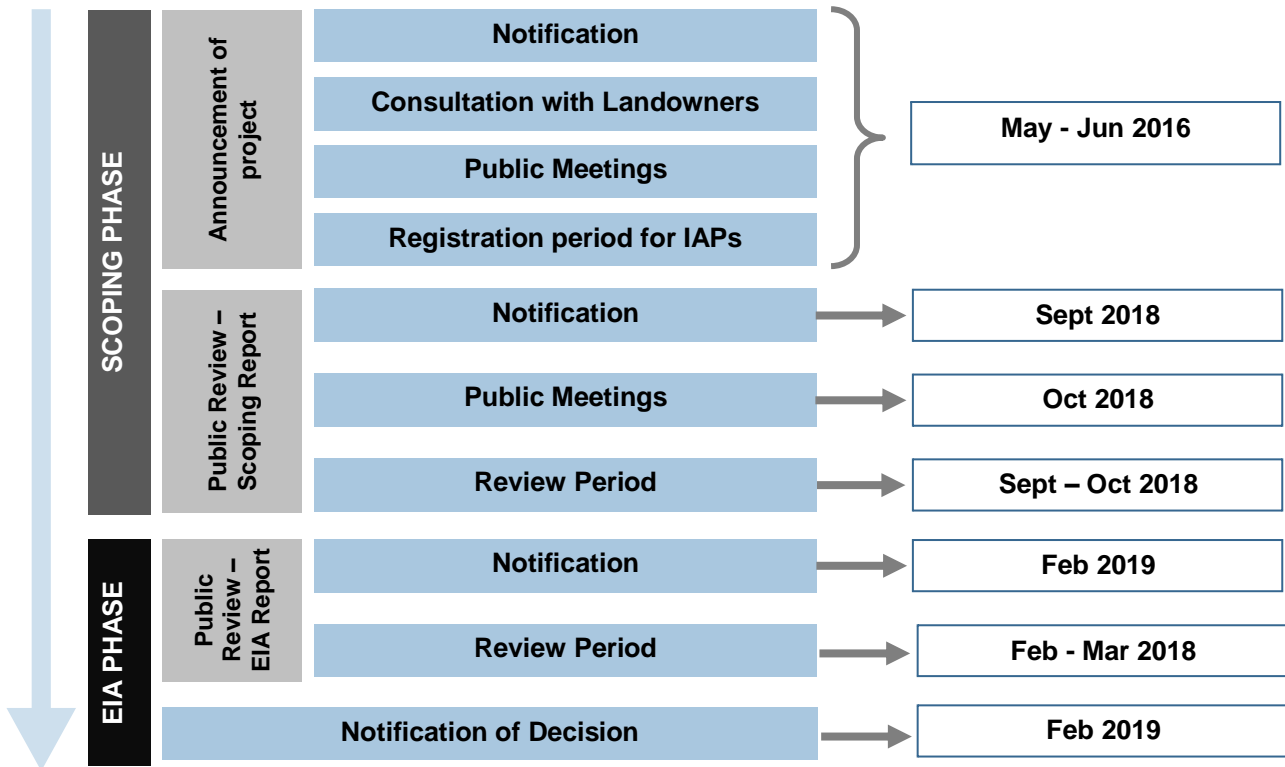 SCOPING PHASE
Announcement of
project
Notification
Consultation with Landowners
Public Meetings
Registration period for IAPs
May - Jun 2016
Public Review –
Scoping Report
Notification
Sept 2018
Public Meetings
Oct 2018
Review Period
Sept – Oct 2018
EIA PHASE
Public
Review –
EIA Report
Notification
Feb 2019
Review Period
Feb - Mar 2018
Notification of Decision
Feb 2019